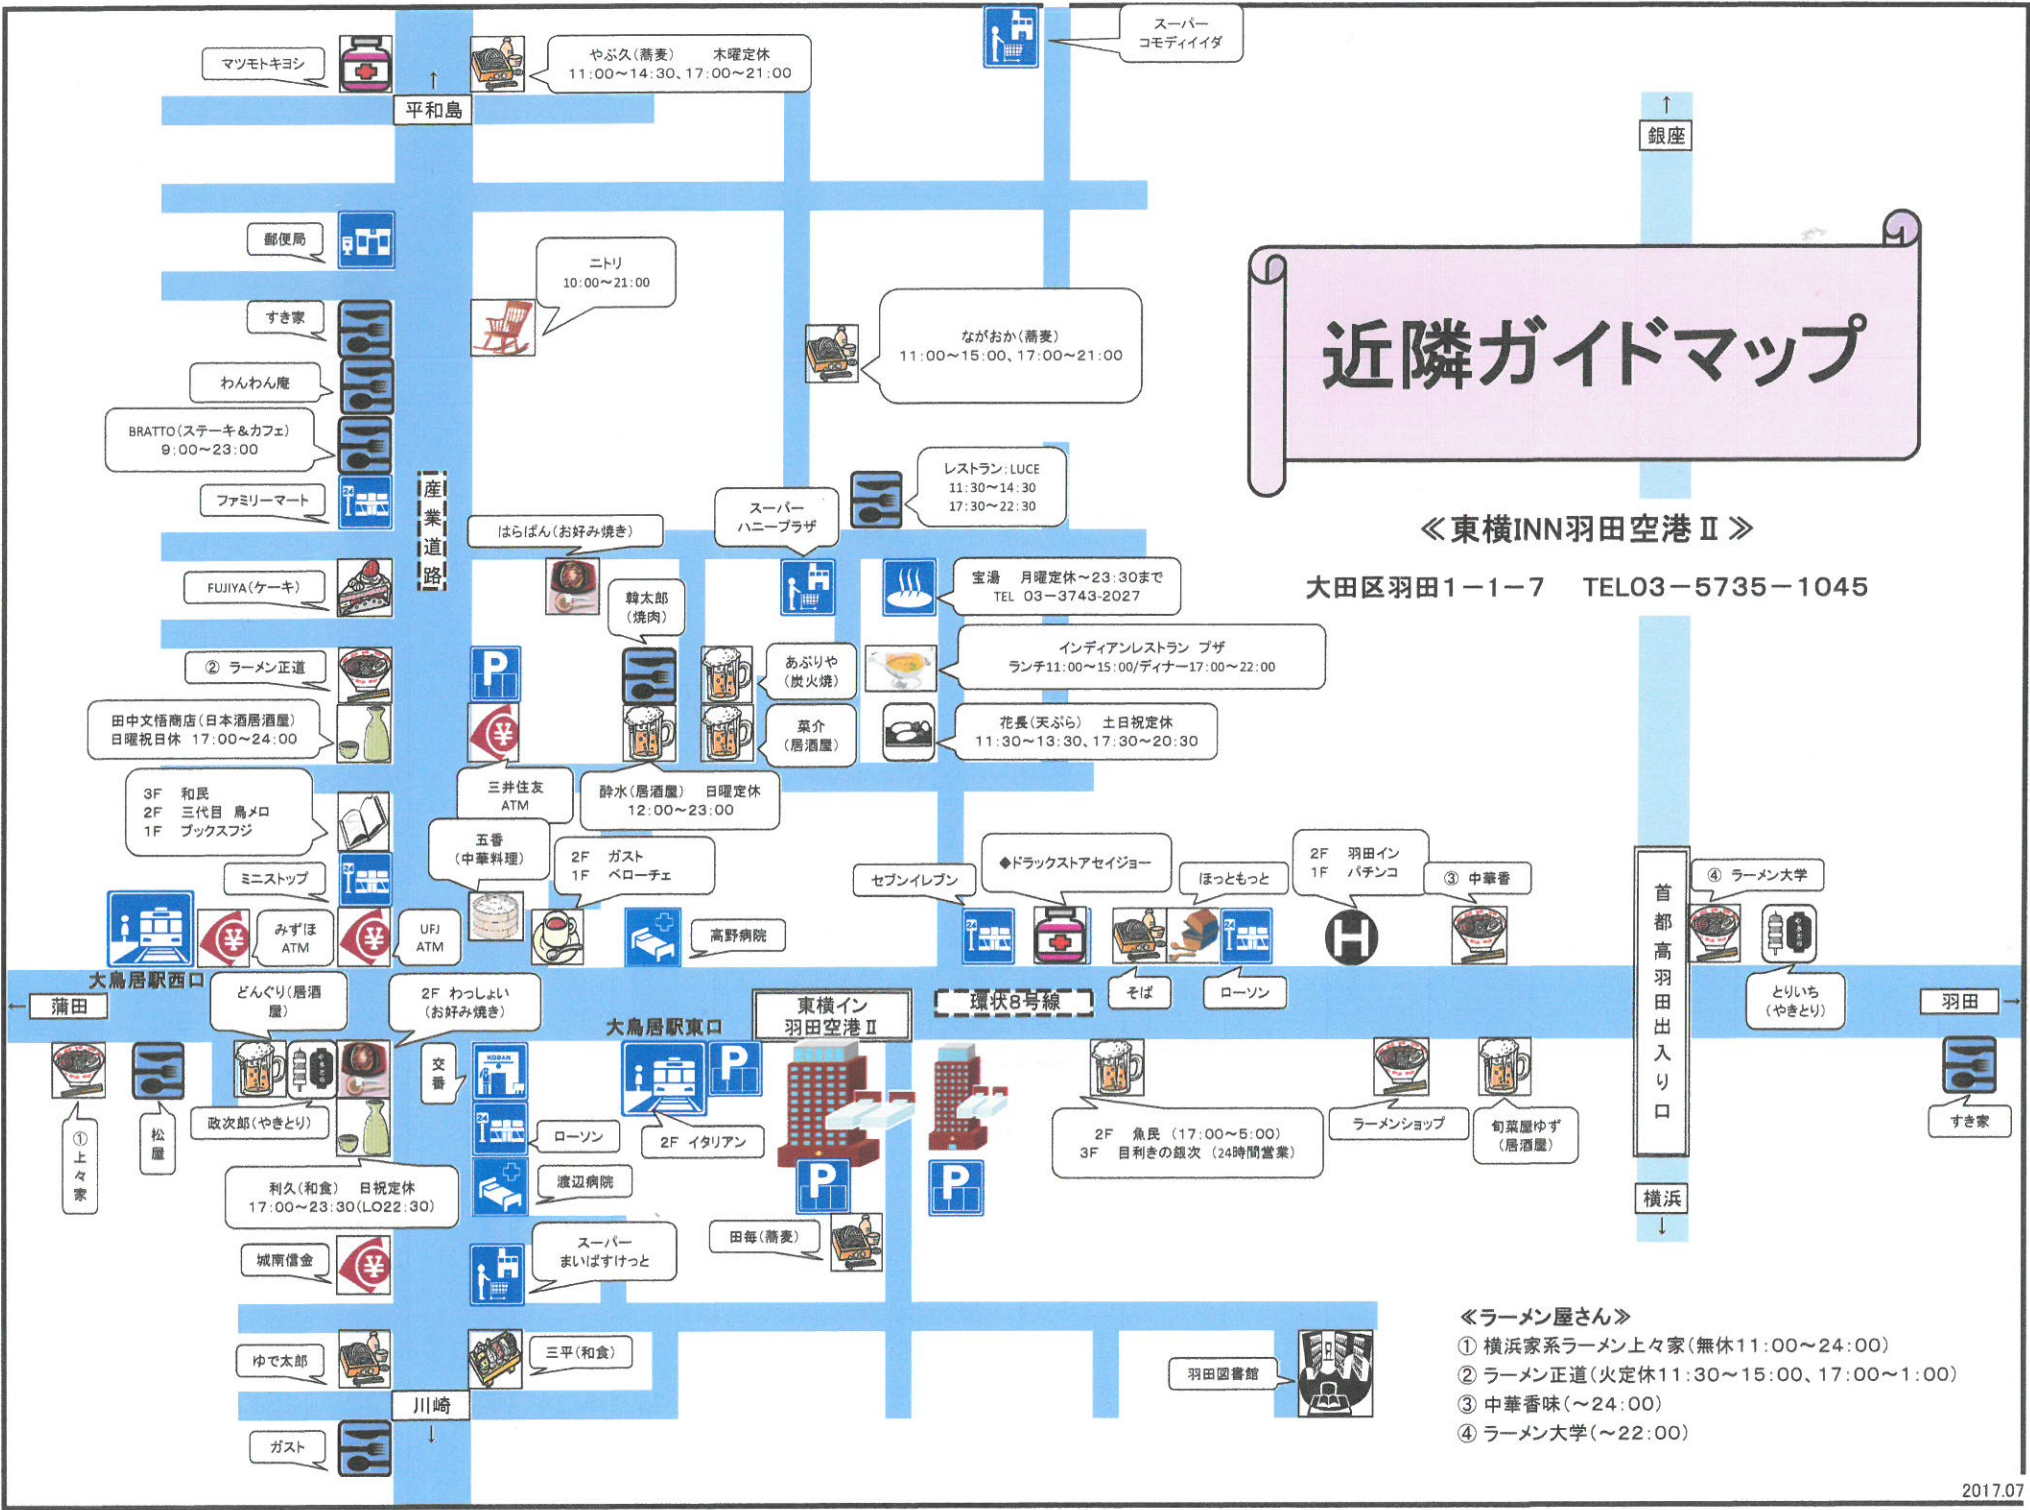 スーパー
コモディイイダ
マツモトキヨシ
やぶ久(蕎麦) 木曜定休
11:00～14:30、17:00～21:00
↑
平和島
↑
銀座
郵便局
ニトリ
10:00～21:00
すき家
ながおか(蕎麦)
11:00～15:00、17:00～21:00
近隣ガイドマップ
わんわん庵
BRATTO(ステーキ&カフェ)
9:00～23:00
レストラン:LUCE
11:30～14:30
17:30～22:30
ファミリーマート
産業道路
スーパー
ハニープラザ
≪東横INN羽田空港Ⅱ≫
はらぱん(お好み焼き)
大田区羽田1－1－7 TEL03－5735－1045
FUJIYA(ケーキ)
韓太郎
(焼肉)
宝湯 月曜定休～23:30まで
TEL 03－3743-2027
② ラーメン正道
P
あぶりや
(炭火焼)
インディアンレストラン プザ
ランチ11:00～15:00/ディナー17:00～22:00
田中文悟商店(日本酒居酒屋)
日曜祝日休 17:00～24:00
菜介
(居酒屋)
花長(天ぷら) 土日祝定休
11:30～13:30、17:30～20:30
3F 和民
2F 三代目 鳥メロ
1F ブックスフジ
三井住友
ATM
酔水(居酒屋) 日曜定休
12:00～23:00
五香
(中華料理)
2F ガスト
1F ベローチェ
ミニストップ
セブンイレブン
◆ドラックストアセイジョー
ほっともっと
2F 羽田イン
1F パチンコ
③ 中華香
④ ラーメン大学
みずほ
ATM
UFJ
ATM
高野病院
H
首都高羽田出入り口
大鳥居駅西口
← 蒲田
どんぐり(居酒
屋)
2F わっしょい
(お好み焼き)
大鳥居駅東口
東横イン
羽田空港Ⅱ
環状8号線
そば
ローソン
とりいち
(やきとり)
羽田 →
①上々家
松屋
政次郎(やきとり)
交番
KOBAN
P
ローソン
2F イタリアン
2F 魚民 (17:00～5:00)
3F 目利きの銀次 (24時間営業)
ラーメンショップ
旬菜屋ゆず
(居酒屋)
すき家
利久(和食) 日祝定休
17:00～23:30(LO22:30)
渡辺病院
P
P
横浜
↓
城南信金
スーパー
まいばすけっと
田毎(蕎麦)
ゆで太郎
三平(和食)
羽田図書館
川崎
↓
ガスト
≪ラーメン屋さん≫
① 横浜家系ラーメン上々家(無休11:00～24:00)
② ラーメン正道(火定休11:30～15:00、17:00～1:00)
③ 中華香味(～24:00)
④ ラーメン大学(～22:00)
2017.07